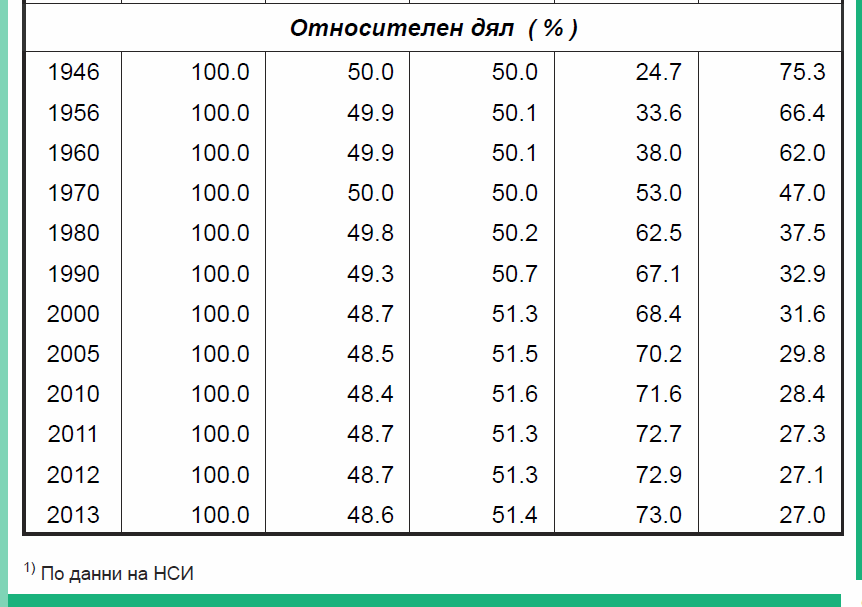 Относителен дял ( % )
1946 100.0 50.0 50.0 24.7 75.3
1956 100.0 49.9 50.1 33.6 66.4
1960 100.0 49.9 50.1 38.0 62.0
1970 100.0 50.0 50.0 53.0 47.0
1980 100.0 49.8 50.2 62.5 37.5
1990 100.0 49.3 50.7 67.1 32.9
2000 100.0 48.7 51.3 68.4 31.6
2005 100.0 48.5 51.5 70.2 29.8
2010 100.0 48.4 51.6 71.6 28.4
2011 100.0 48.7 51.3 72.7 27.3
2012 100.0 48.7 51.3 72.9 27.1
2013 100.0 48.6 51.4 73.0 27.0
1) По данни на НСИ